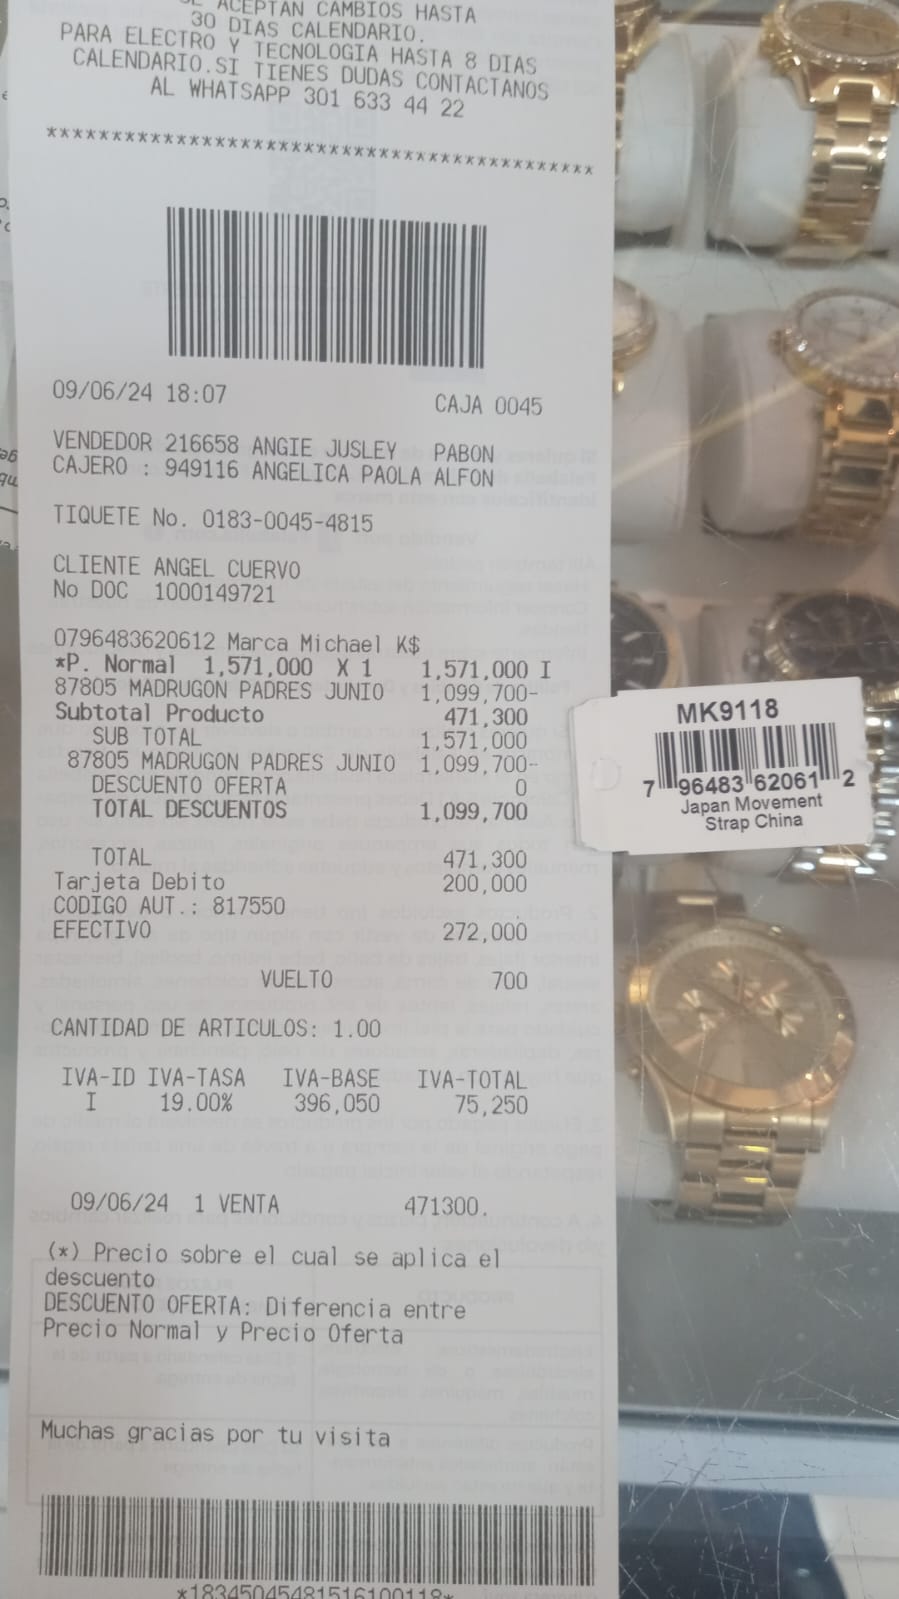 ACEPTAN CAMBIOS HASTA
30 DIAS CALENDARIO.
PARA ELECTRO Y TECNOLOGIA HASTA 8 DIAS
CALENDARIO.SI TIENES DUDAS CONTACTANOS
AL WHATSAPP 301 633 44 22
******************************************
09/06/24 18:07 CAJA 0045
VENDEDOR 216658 ANGIE JUSLEY PABON
CAJERO : 949116 ANGELICA PAOLA ALFON
TIQUETE No. 0183-0045-4815
CLIENTE ANGEL CUERVO
No DOC 1000149721
0796483620612 Marca Michael K$
*P. Normal 1,571,000 X 1 1,571,000 I
87805 MADRUGON PADRES JUNIO 1,099,700-
Subtotal Producto 471,300
SUB TOTAL 1,571,000
87805 MADRUGON PADRES JUNIO 1,099,700-
DESCUENTO OFERTA 0
TOTAL DESCUENTOS 1,099,700
TOTAL 471,300
Tarjeta Debito 200,000
CODIGO AUT.: 817550
EFECTIVO 272,000
VUELTO 700
CANTIDAD DE ARTICULOS: 1.00
IVA-ID IVA-TASA IVA-BASE IVA-TOTAL
I 19.00% 396,050 75,250
09/06/24 1 VENTA 471300.
(*) Precio sobre el cual se aplica el
descuento
DESCUENTO OFERTA: Diferencia entre
Precio Normal y Precio Oferta
Muchas gracias por tu visita
*18345045481516100118*
MK9118
7 96483 62061 2
Japan Movement
Strap China